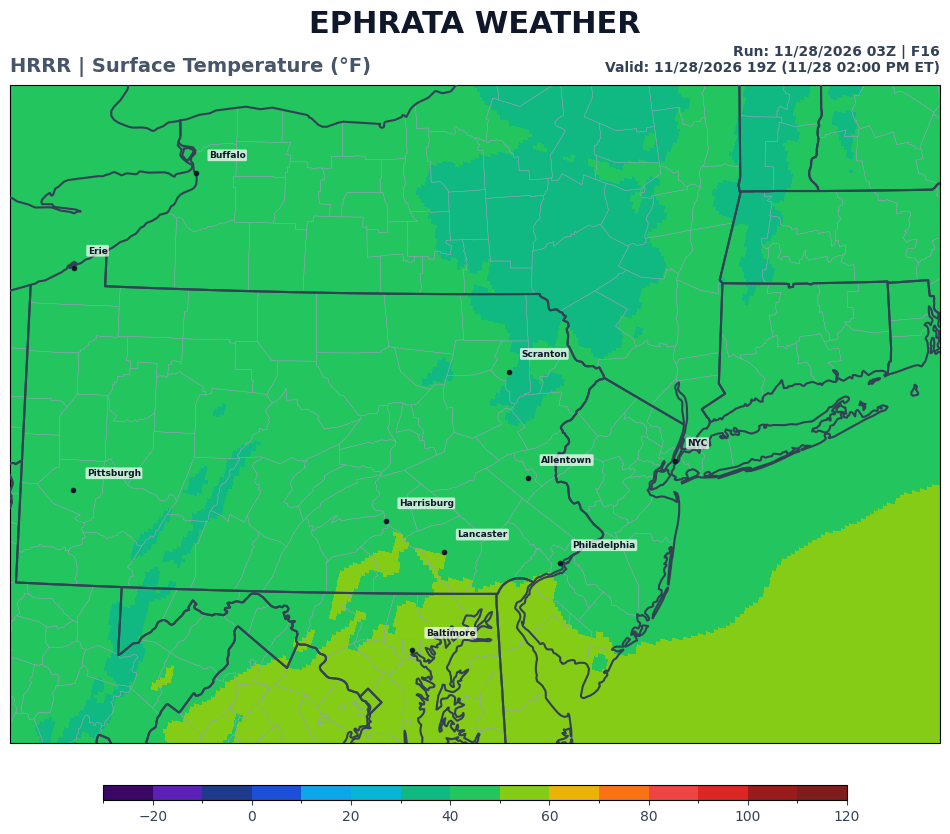 EPHRATA WEATHER
HRRR | Surface Temperature (°F)
Run: 11/28/2026 03Z | F16
Valid: 11/28/2026 19Z (11/28 02:00 PM ET)
Buffalo
Erie
Scranton
NYC
Allentown
Pittsburgh
Harrisburg
Lancaster
Philadelphia
Baltimore
−20 0 20 40 60 80 100 120